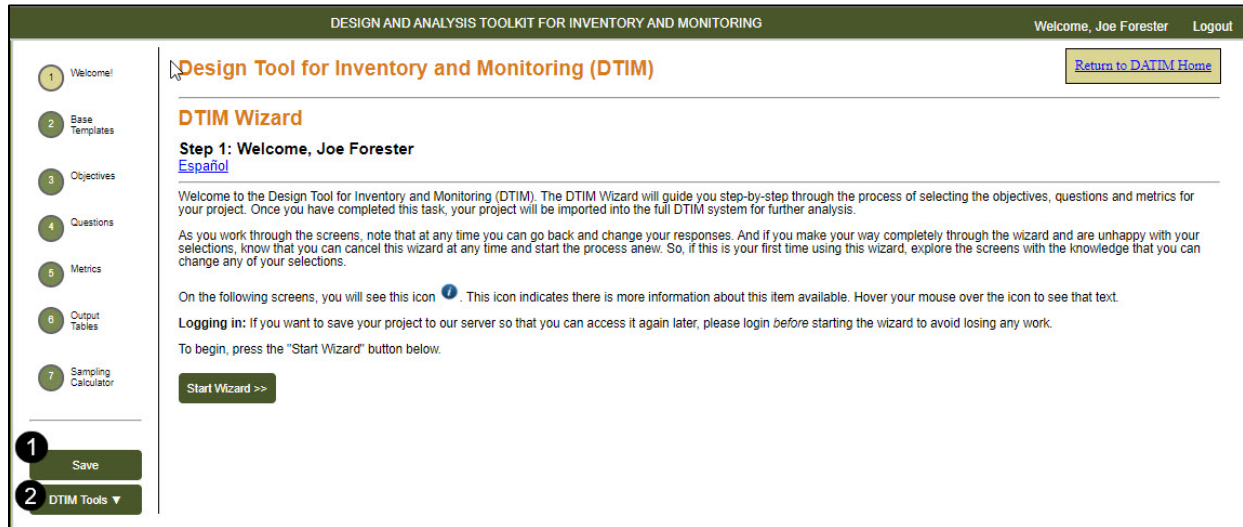 DESIGN AND ANALYSIS TOOLKIT FOR INVENTORY AND MONITORING
Welcome, Joe Forester Logout
1 Welcome!
2 Base
Templates
3 Objectives
4 Questions
5 Metrics
6 Output
Tables
7 Sampling
Calculator
1
Save
2
DTIM Tools ▼
Design Tool for Inventory and Monitoring (DTIM)
Return to DATIM Home
DTIM Wizard
Step 1: Welcome, Joe Forester
Español
Welcome to the Design Tool for Inventory and Monitoring (DTIM). The DTIM Wizard will guide you step-by-step through the process of selecting the objectives, questions and metrics for
your project. Once you have completed this task, your project will be imported into the full DTIM system for further analysis.
As you work through the screens, note that at any time you can go back and change your responses. And if you make your way completely through the wizard and are unhappy with your
selections, know that you can cancel this wizard at any time and start the process anew. So, if this is your first time using this wizard, explore the screens with the knowledge that you can
change any of your selections.
On the following screens, you will see this icon i. This icon indicates there is more information about this item available. Hover your mouse over the icon to see that text.
Logging in: If you want to save your project to our server so that you can access it again later, please login before starting the wizard to avoid losing any work.
To begin, press the "Start Wizard" button below.
Start Wizard >>